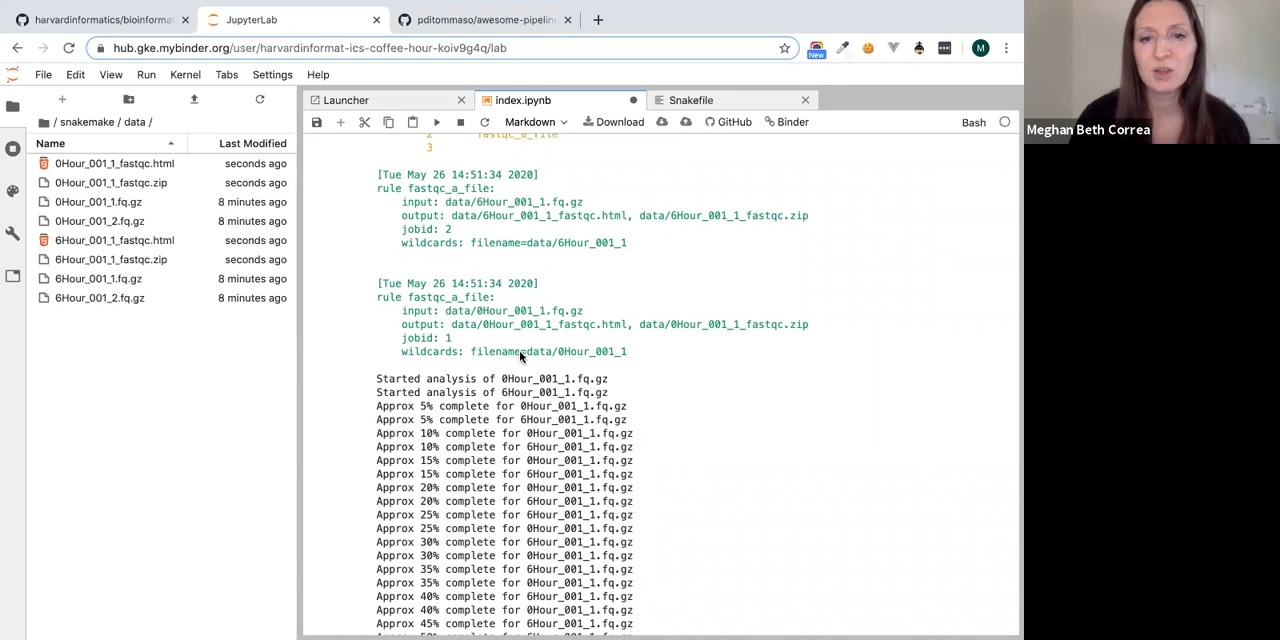 harvardinformatics/bioinformat
JupyterLab
pditommaso/awesome-pipelin
hub.gke.mybinder.org/user/harvardinformat-ics-coffee-hour-koiv9g4q/lab
New
M
File Edit View Run Kernel Tabs Settings Help
Launcher
index.ipynb
Snakefile
Markdown
Download
GitHub
Binder
Bash
/ snakemake / data /
Name Last Modified
0Hour_001_1_fastqc.html seconds ago
0Hour_001_1_fastqc.zip seconds ago
0Hour_001_1.fq.gz 8 minutes ago
0Hour_001_2.fq.gz 8 minutes ago
6Hour_001_1_fastqc.html seconds ago
6Hour_001_1_fastqc.zip seconds ago
6Hour_001_1.fq.gz 8 minutes ago
6Hour_001_2.fq.gz 8 minutes ago
2 fastqc_a_file
3
[Tue May 26 14:51:34 2020]
rule fastqc_a_file:
input: data/6Hour_001_1.fq.gz
output: data/6Hour_001_1_fastqc.html, data/6Hour_001_1_fastqc.zip
jobid: 2
wildcards: filename=data/6Hour_001_1
[Tue May 26 14:51:34 2020]
rule fastqc_a_file:
input: data/0Hour_001_1.fq.gz
output: data/0Hour_001_1_fastqc.html, data/0Hour_001_1_fastqc.zip
jobid: 1
wildcards: filename=data/0Hour_001_1
Started analysis of 0Hour_001_1.fq.gz
Started analysis of 6Hour_001_1.fq.gz
Approx 5% complete for 0Hour_001_1.fq.gz
Approx 5% complete for 6Hour_001_1.fq.gz
Approx 10% complete for 0Hour_001_1.fq.gz
Approx 10% complete for 6Hour_001_1.fq.gz
Approx 15% complete for 0Hour_001_1.fq.gz
Approx 15% complete for 6Hour_001_1.fq.gz
Approx 20% complete for 0Hour_001_1.fq.gz
Approx 20% complete for 6Hour_001_1.fq.gz
Approx 25% complete for 6Hour_001_1.fq.gz
Approx 25% complete for 0Hour_001_1.fq.gz
Approx 30% complete for 6Hour_001_1.fq.gz
Approx 30% complete for 0Hour_001_1.fq.gz
Approx 35% complete for 6Hour_001_1.fq.gz
Approx 35% complete for 0Hour_001_1.fq.gz
Approx 40% complete for 6Hour_001_1.fq.gz
Approx 40% complete for 0Hour_001_1.fq.gz
Approx 45% complete for 6Hour_001_1.fq.gz
Meghan Beth Correa